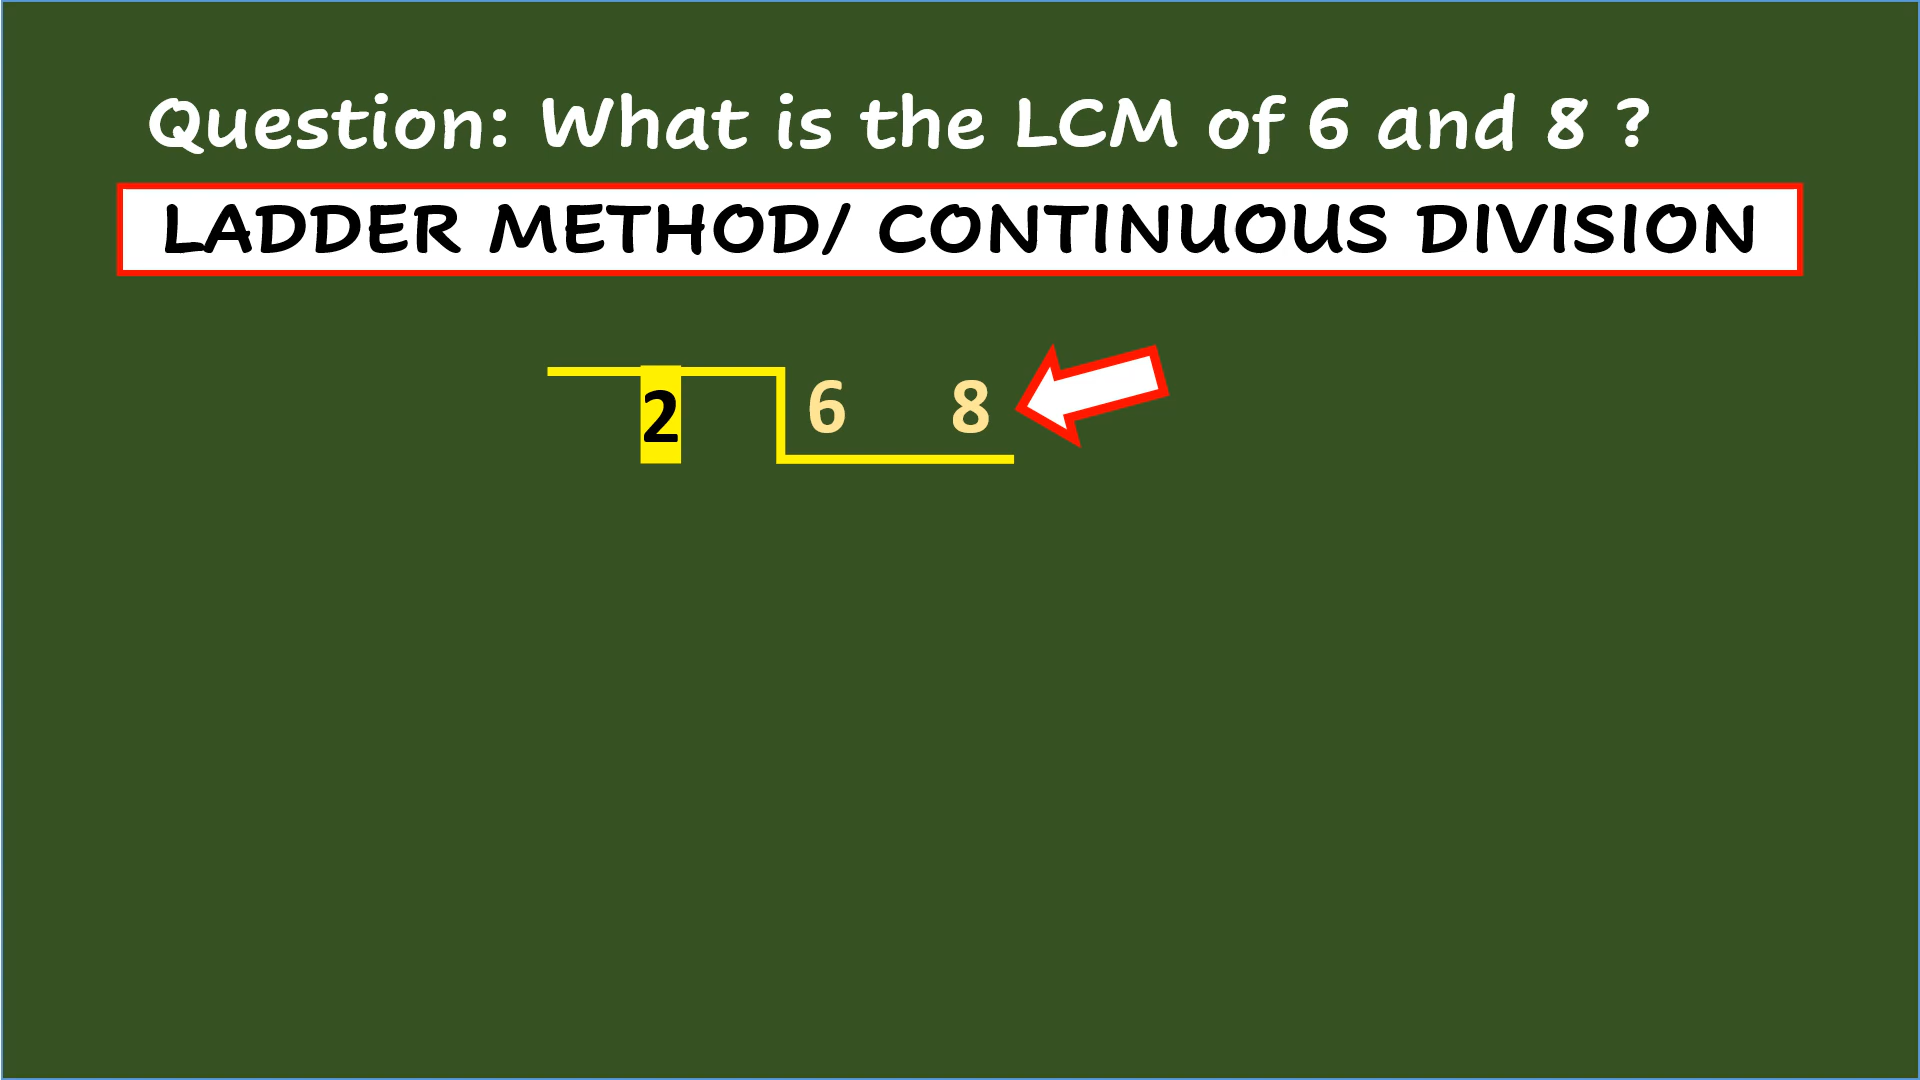 Question: What is the LCM of 6 and 8 ?
LADDER METHOD/ CONTINUOUS DIVISION
2 6 8